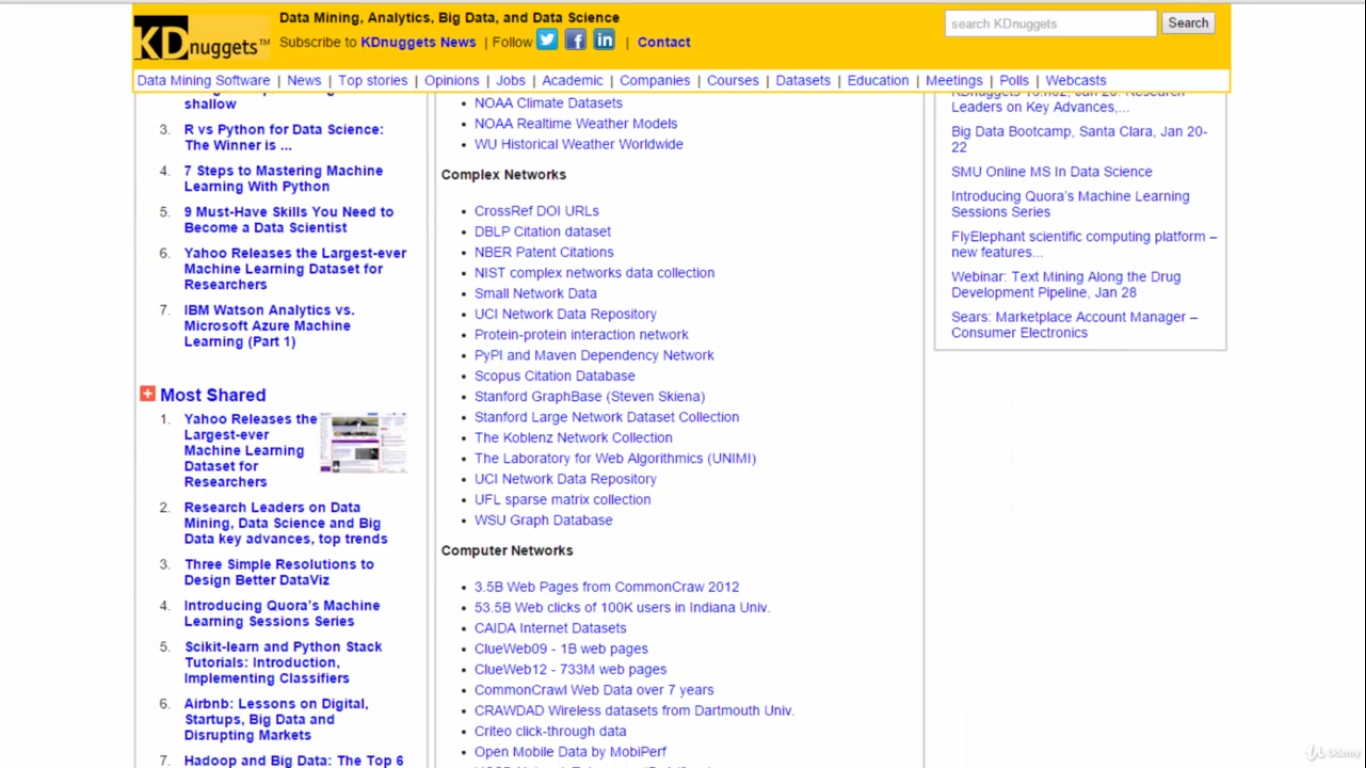 KDnuggets™
Data Mining, Analytics, Big Data, and Data Science
Subscribe to KDnuggets News | Follow | Contact
search KDnuggets
Search
Data Mining Software | News | Top stories | Opinions | Jobs | Academic | Companies | Courses | Datasets | Education | Meetings | Polls | Webcasts
shallow
3. R vs Python for Data Science:
The Winner is ...
4. 7 Steps to Mastering Machine
Learning With Python
5. 9 Must-Have Skills You Need to
Become a Data Scientist
6. Yahoo Releases the Largest-ever
Machine Learning Dataset for
Researchers
7. IBM Watson Analytics vs.
Microsoft Azure Machine
Learning (Part 1)
Most Shared
1. Yahoo Releases the
Largest-ever
Machine Learning
Dataset for
Researchers
2. Research Leaders on Data
Mining, Data Science and Big
Data key advances, top trends
3. Three Simple Resolutions to
Design Better DataViz
4. Introducing Quora's Machine
Learning Sessions Series
5. Scikit-learn and Python Stack
Tutorials: Introduction,
Implementing Classifiers
6. Airbnb: Lessons on Digital,
Startups, Big Data and
Disrupting Markets
7. Hadoop and Big Data: The Top 6
• NOAA Climate Datasets
• NOAA Realtime Weather Models
• WU Historical Weather Worldwide
Complex Networks
• CrossRef DOI URLs
• DBLP Citation dataset
• NBER Patent Citations
• NIST complex networks data collection
• Small Network Data
• UCI Network Data Repository
• Protein-protein interaction network
• PyPI and Maven Dependency Network
• Scopus Citation Database
• Stanford GraphBase (Steven Skiena)
• Stanford Large Network Dataset Collection
• The Koblenz Network Collection
• The Laboratory for Web Algorithmics (UNIMI)
• UCI Network Data Repository
• UFL sparse matrix collection
• WSU Graph Database
Computer Networks
• 3.5B Web Pages from CommonCraw 2012
• 53.5B Web clicks of 100K users in Indiana Univ.
• CAIDA Internet Datasets
• ClueWeb09 - 1B web pages
• ClueWeb12 - 733M web pages
• CommonCrawl Web Data over 7 years
• CRAWDAD Wireless datasets from Dartmouth Univ.
• Criteo click-through data
• Open Mobile Data by MobiPerf
Leaders on Key Advances,...
Big Data Bootcamp, Santa Clara, Jan 20-
22
SMU Online MS In Data Science
Introducing Quora's Machine Learning
Sessions Series
FlyElephant scientific computing platform –
new features...
Webinar: Text Mining Along the Drug
Development Pipeline, Jan 28
Sears: Marketplace Account Manager –
Consumer Electronics
Udemy